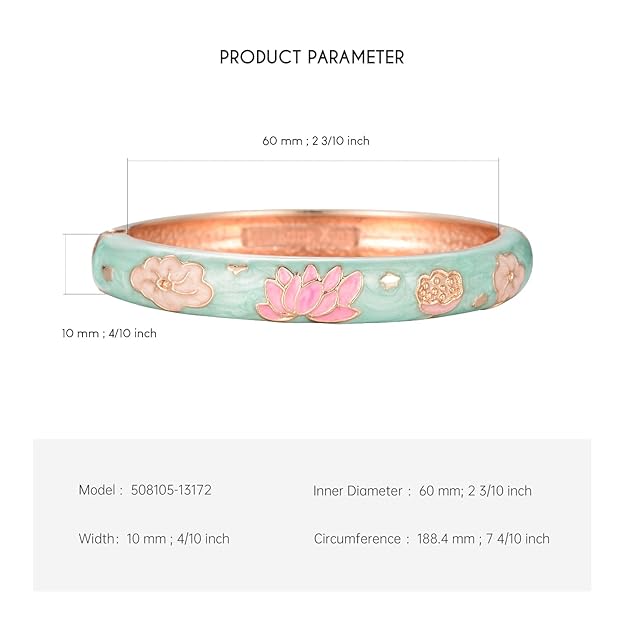 PRODUCT PARAMETER
60 mm ; 2 3/10 inch
10 mm ; 4/10 inch
Model : 508105-13172
Inner Diameter : 60 mm; 2 3/10 inch
Width: 10 mm ; 4/10 inch
Circumference : 188.4 mm ; 7 4/10 inch